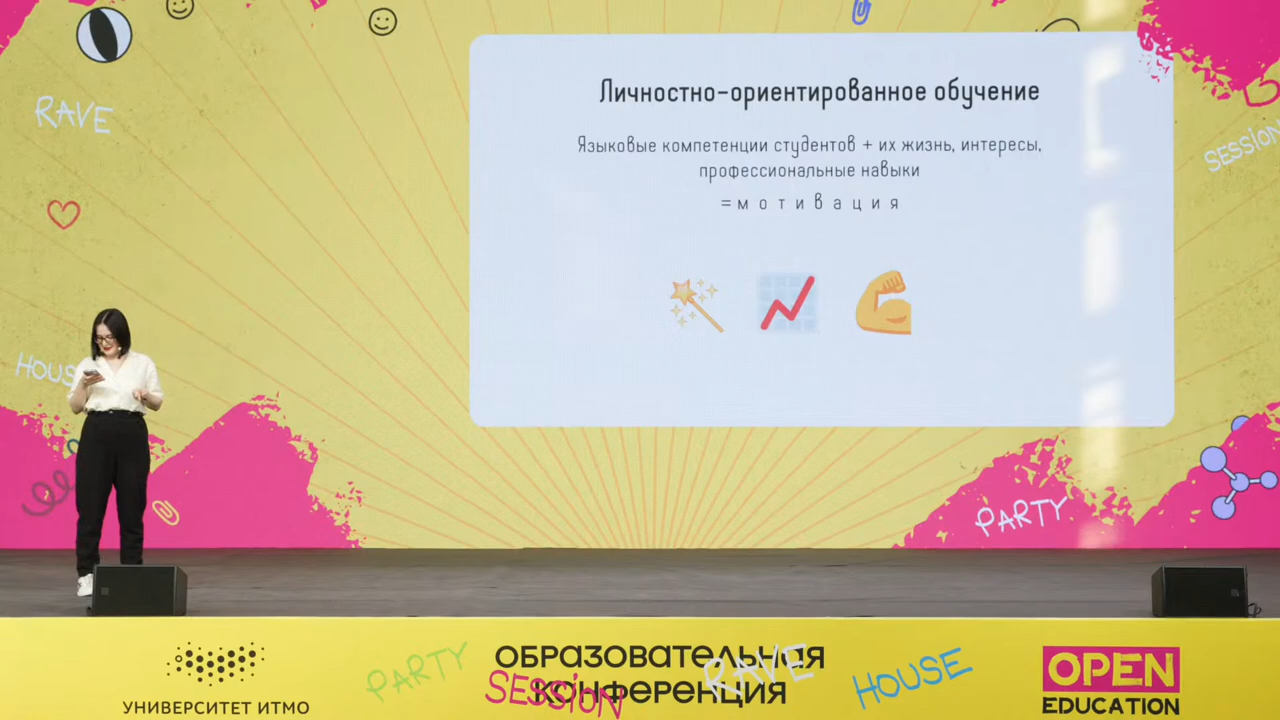 RAVE
SESSION
Личностно-ориентированное обучение
Языковые компетенции студентов + их жизнь, интересы,
профессиональные навыки
=мотивация
HOUS
PARTY
УНИВЕРСИТЕТ ИТМО
PARTY
ОБРАЗОВАТЕЛЬНАЯ
КОНФЕРЕНЦИЯ
SESSION
RAVE
HOUSE
OPEN
EDUCATION